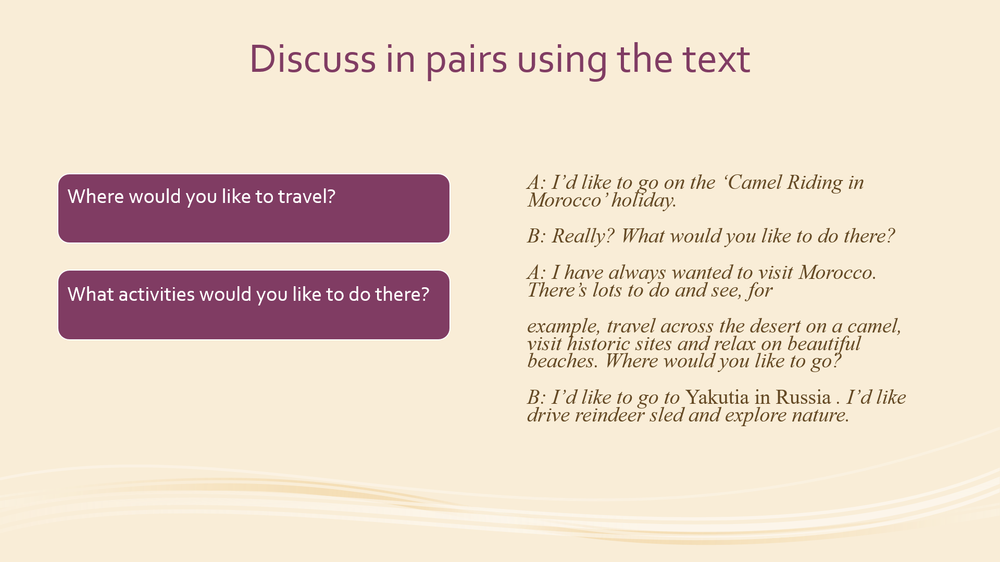 Discuss in pairs using the text
Where would you like to travel?
What activities would you like to do there?
A: I’d like to go on the ‘Camel Riding in
Morocco’ holiday.
B: Really? What would you like to do there?
A: I have always wanted to visit Morocco.
There’s lots to do and see, for
example, travel across the desert on a camel,
visit historic sites and relax on beautiful
beaches. Where would you like to go?
B: I’d like to go to Yakutia in Russia . I’d like
drive reindeer sled and explore nature.